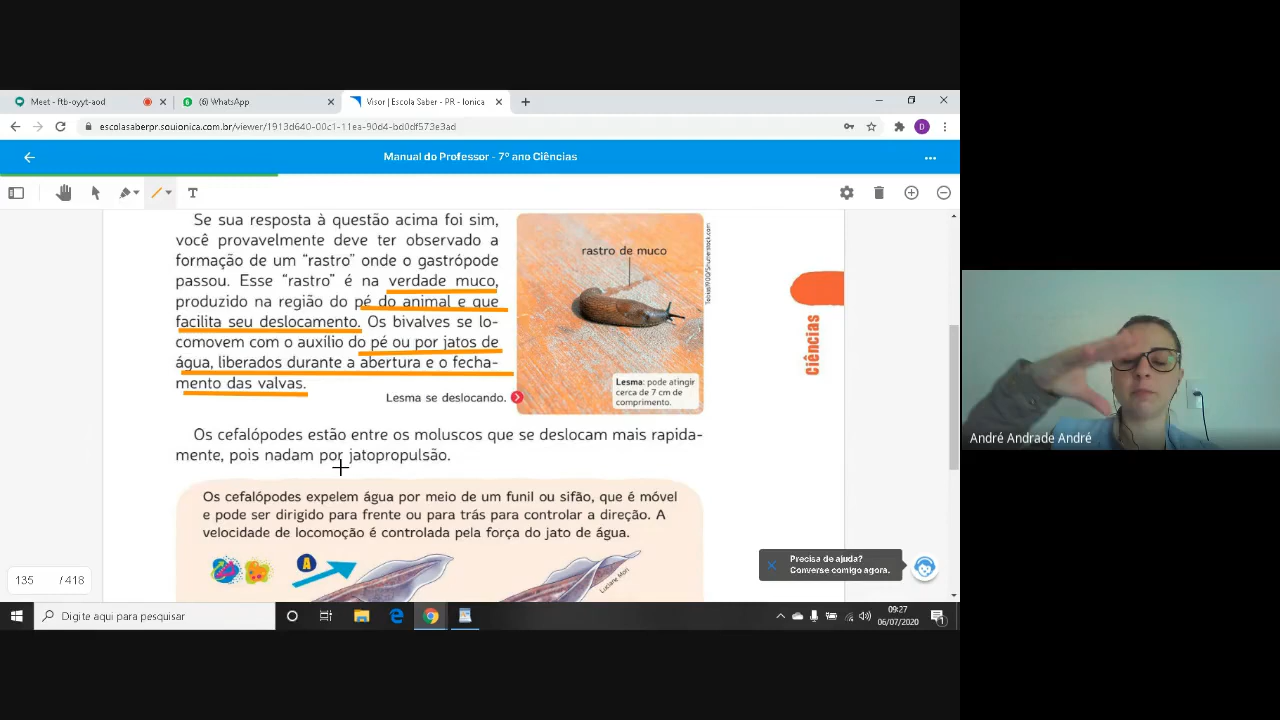 Meet - ftb-oyyt-aod
(6) WhatsApp
Visor | Escola Saber - PR - Ionica
escolasaberpr.souionica.com.br/viewer/1913d640-00c1-11ea-90d4-bd0df573e3ad
D
Manual do Professor - 7º ano Ciências
T
Se sua resposta à questão acima foi sim,
você provavelmente deve ter observado a
formação de um “rastro” onde o gastrópode
passou. Esse “rastro” é na verdade muco,
produzido na região do pé do animal e que
facilita seu deslocamento. Os bivalves se lo-
comovem com o auxílio do pé ou por jatos de
água, liberados durante a abertura e o fecha-
mento das valvas.
Lesma se deslocando.
rastro de muco
Lesma: pode atingir
cerca de 7 cm de
comprimento.
Ciências
Os cefalópodes estão entre os moluscos que se deslocam mais rapida-
mente, pois nadam por jatopropulsão.
Os cefalópodes expelem água por meio de um funil ou sifão, que é móvel
e pode ser dirigido para frente ou para trás para controlar a direção. A
velocidade de locomoção é controlada pela força do jato de água.
A
Luciane Mori
Precisa de ajuda?
Converse comigo agora.
135 / 418
Digite aqui para pesquisar
09:27
06/07/2020
1
André Andrade André